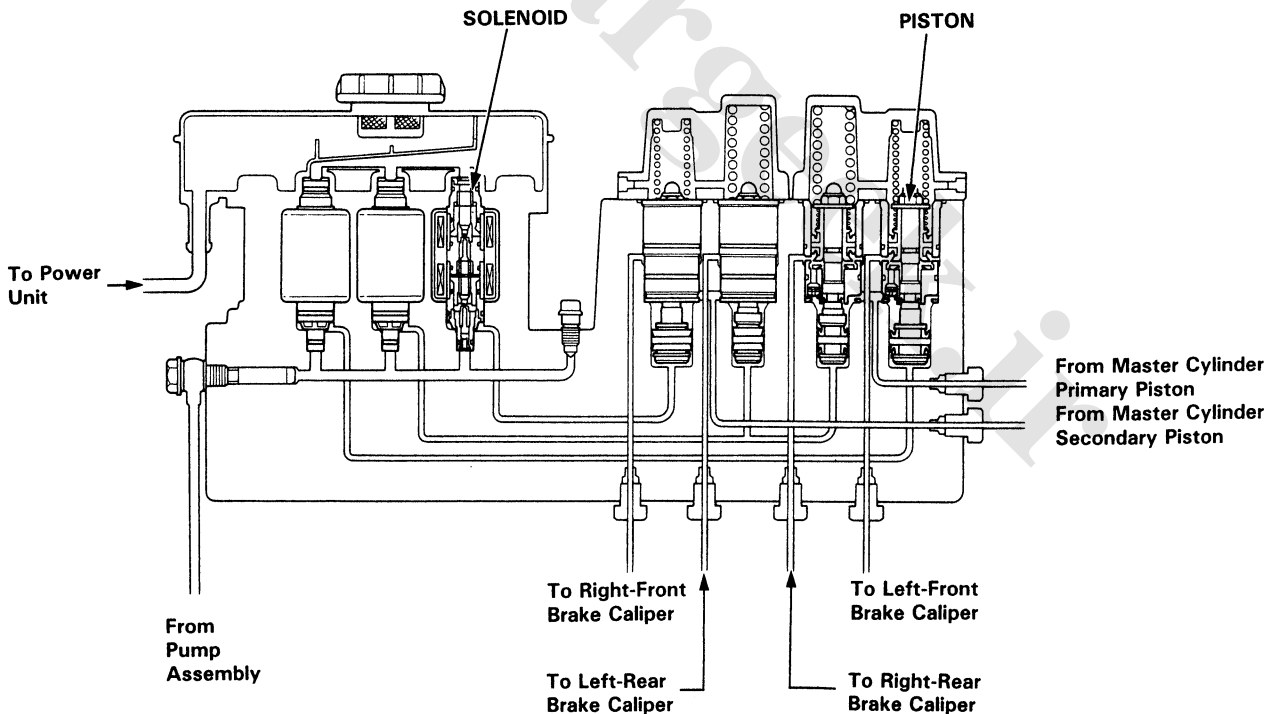 SOLENOID
PISTON
To Power
Unit
From Master Cylinder
Primary Piston
From Master Cylinder
Secondary Piston
To Right-Front
Brake Caliper
To Left-Front
Brake Caliper
From
Pump
Assembly
To Left-Rear
Brake Caliper
To Right-Rear
Brake Caliper